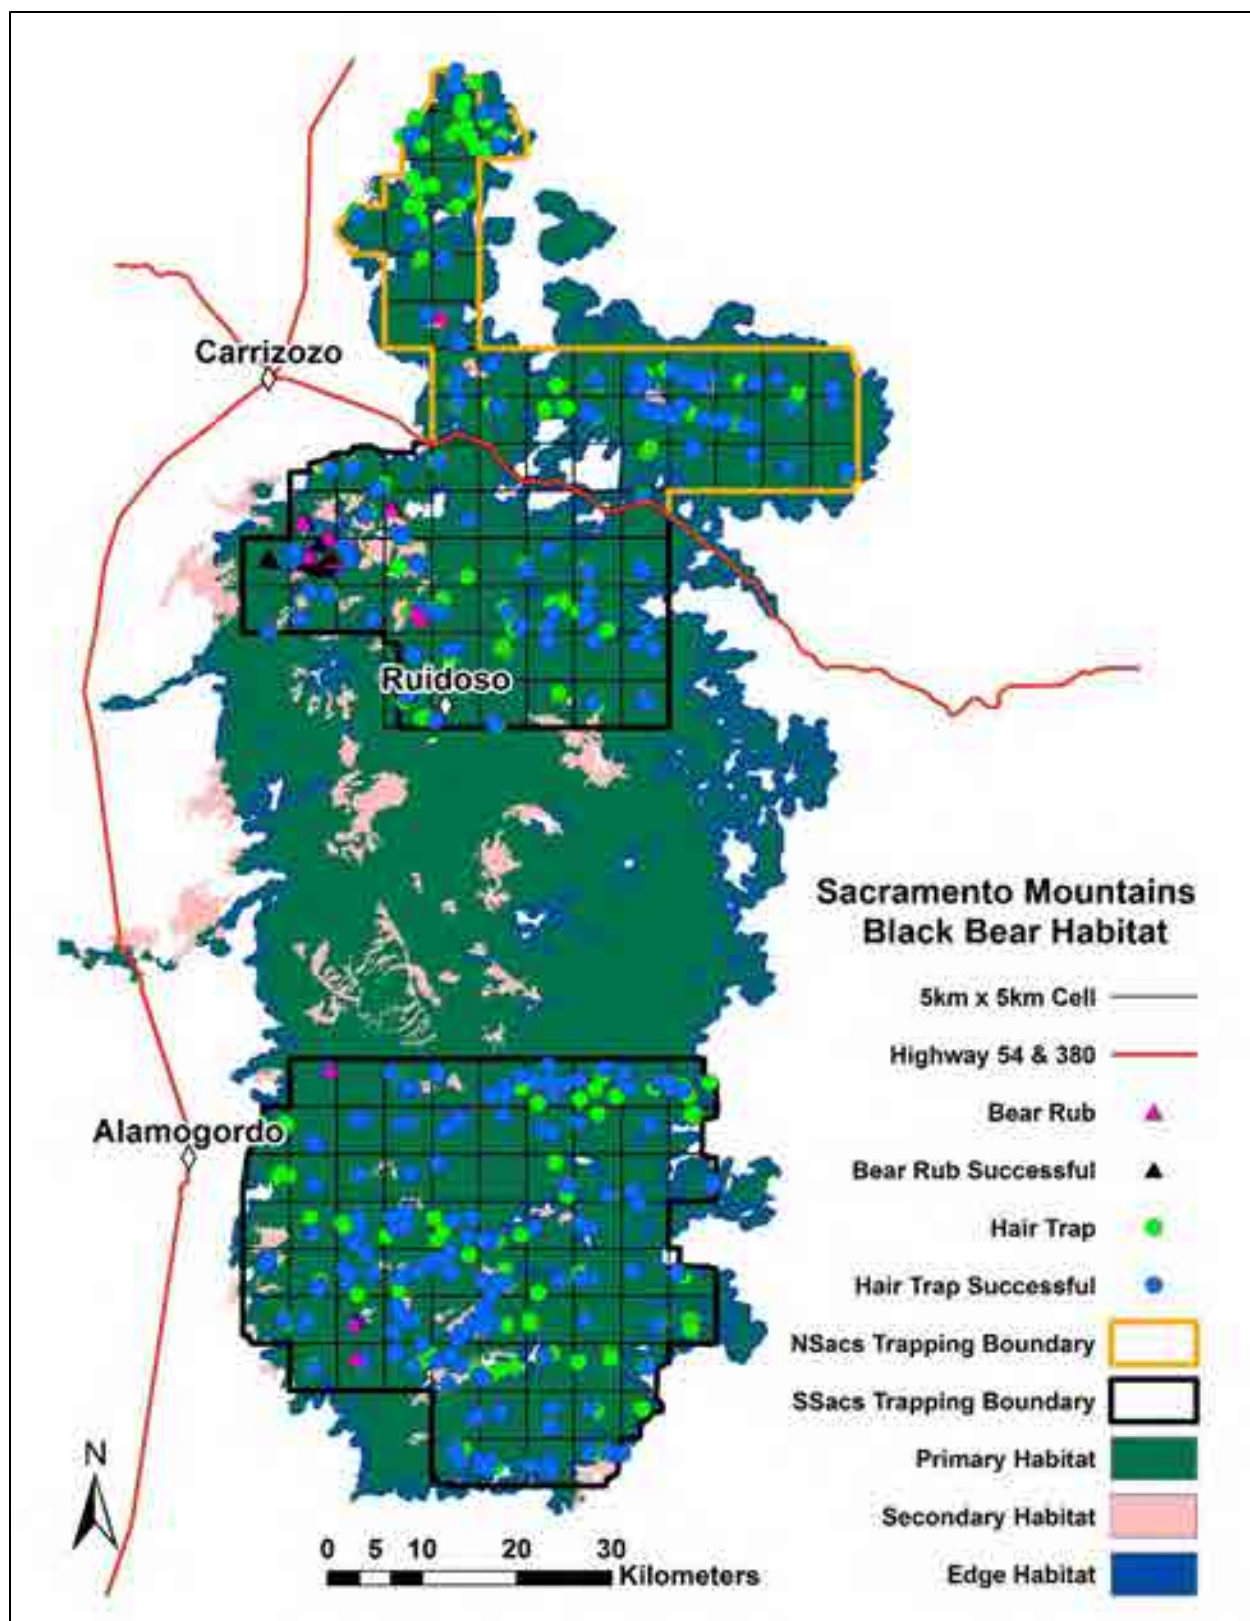 Carrizozo
Ruidoso
Alamogordo
Sacramento Mountains
Black Bear Habitat
5km x 5km Cell
Highway 54 & 380
Bear Rub
Bear Rub Successful
Hair Trap
Hair Trap Successful
NSacs Trapping Boundary
SSacs Trapping Boundary
Primary Habitat
Secondary Habitat
Edge Habitat
N
0 5 10 20 30
Kilometers